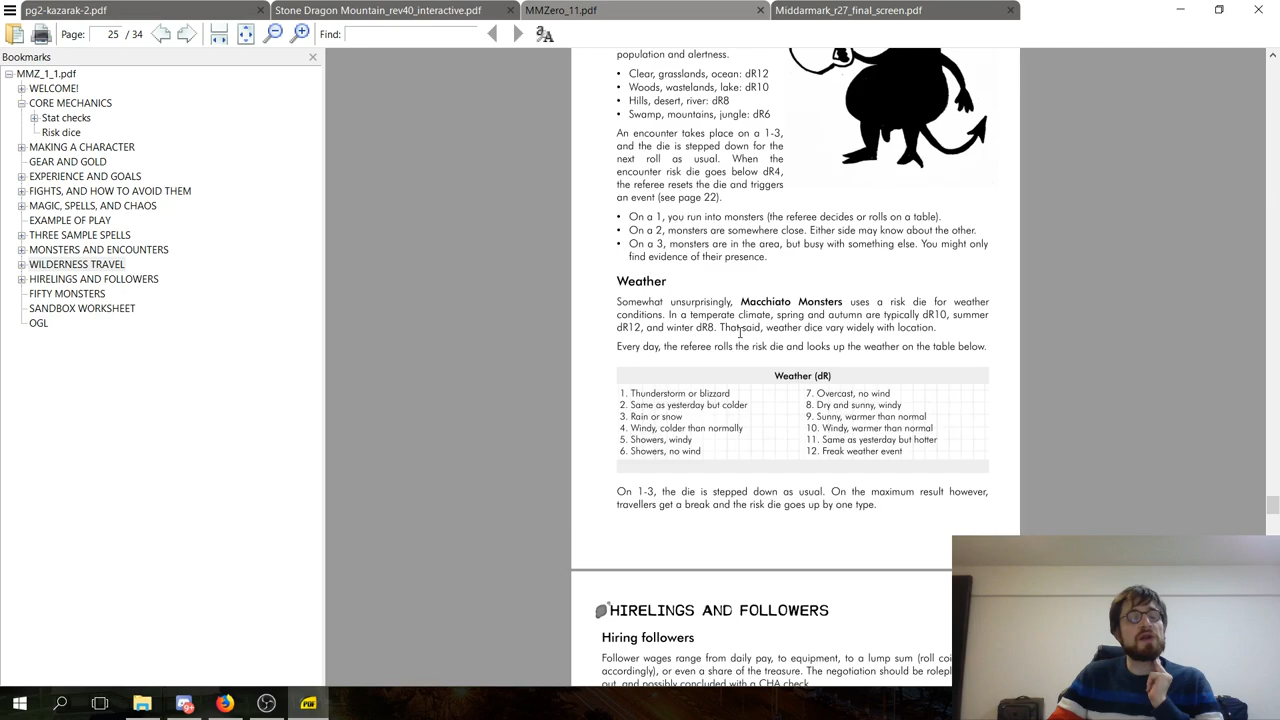 pg2-kazarak-2.pdf
Stone Dragon Mountain_rev40_interactive.pdf
MMZero_11.pdf
Middarmark_r27_final_screen.pdf
Page: 25 / 34
Find:
Bookmarks
MMZ_1_1.pdf
WELCOME!
CORE MECHANICS
Stat checks
Risk dice
MAKING A CHARACTER
GEAR AND GOLD
EXPERIENCE AND GOALS
FIGHTS, AND HOW TO AVOID THEM
MAGIC, SPELLS, AND CHAOS
EXAMPLE OF PLAY
THREE SAMPLE SPELLS
MONSTERS AND ENCOUNTERS
WILDERNESS TRAVEL
HIRELINGS AND FOLLOWERS
FIFTY MONSTERS
SANDBOX WORKSHEET
OGL
population and alertness.
• Clear, grasslands, ocean: dR12
• Woods, wastelands, lake: dR10
• Hills, desert, river: dR8
• Swamp, mountains, jungle: dR6
An encounter takes place on a 1-3,
and the die is stepped down for the
next roll as usual. When the
encounter risk die goes below dR4,
the referee resets the die and triggers
an event (see page 22).
• On a 1, you run into monsters (the referee decides or rolls on a table).
• On a 2, monsters are somewhere close. Either side may know about the other.
• On a 3, monsters are in the area, but busy with something else. You might only
find evidence of their presence.
Weather
Somewhat unsurprisingly, Macchiato Monsters uses a risk die for weather
conditions. In a temperate climate, spring and autumn are typically dR10, summer
dR12, and winter dR8. That said, weather dice vary widely with location.
Every day, the referee rolls the risk die and looks up the weather on the table below.
Weather (dR)
1. Thunderstorm or blizzard
2. Same as yesterday but colder
3. Rain or snow
4. Windy, colder than normally
5. Showers, windy
6. Showers, no wind
7. Overcast, no wind
8. Dry and sunny, windy
9. Sunny, warmer than normal
10. Windy, warmer than normal
11. Same as yesterday but hotter
12. Freak weather event
On 1-3, the die is stepped down as usual. On the maximum result however,
travellers get a break and the risk die goes up by one type.
HIRELINGS AND FOLLOWERS
Hiring followers
Follower wages range from daily pay, to equipment, to a lump sum (roll
accordingly), or even a share of the treasure. The negotiation should be
out, and possibly concluded with a CHA check.